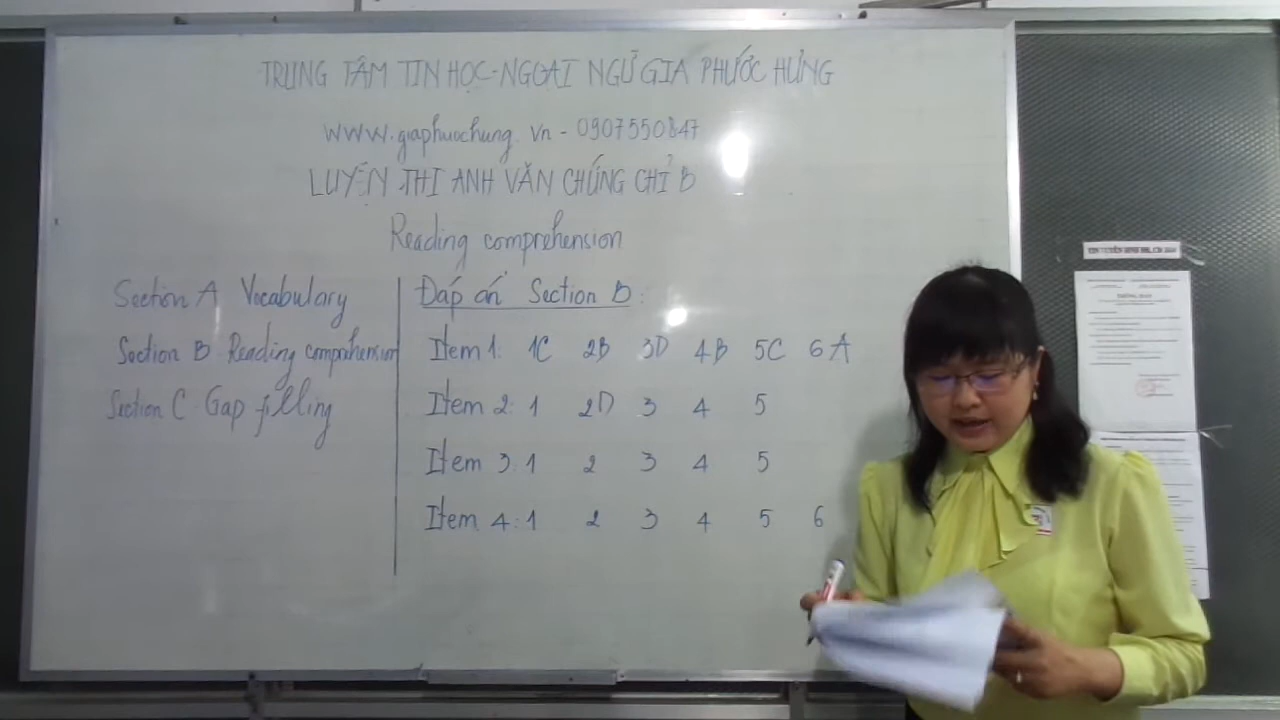 TRUNG TÂM TIN HỌC-NGOẠI NGỮ GIA PHƯỚC HƯNG
www.giaphuochung.vn - 0907550847
LUYỆN THI ANH VĂN CHỨNG CHỈ B
Reading comprehension
Section A Vocabulary
Section B Reading comprehension
Section C Gap filling
Đáp án Section B:
Item 1: 1C 2B 3D 4B 5C 6A
Item 2: 1 2D 3 4 5
Item 3: 1 2 3 4 5
Item 4: 1 2 3 4 5 6